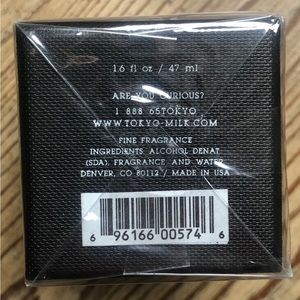 1.6 fl oz / 47 ml
ARE YOU CURIOUS?
1 888 65TOKYO
WWW.TOKYO-MILK.COM
FINE FRAGRANCE
INGREDIENTS: ALCOHOL DENAT
(SDA), FRAGRANCE AND WATER
DENVER, CO 80112 / MADE IN USA
6 96166 00574 6